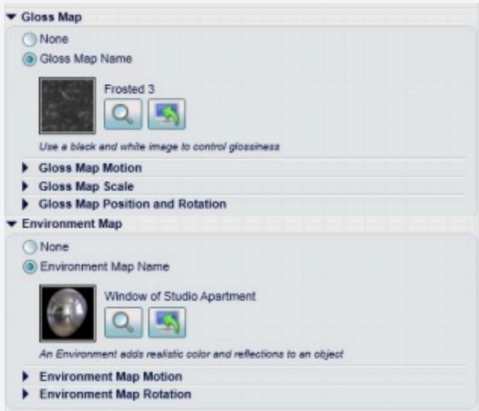 Gloss Map
None
Gloss Map Name
Frosted 3
Use a black and white image to control glossiness
Gloss Map Motion
Gloss Map Scale
Gloss Map Position and Rotation
Environment Map
None
Environment Map Name
Window of Studio Apartment
An Environment adds realistic color and reflections to an object
Environment Map Motion
Environment Map Rotation